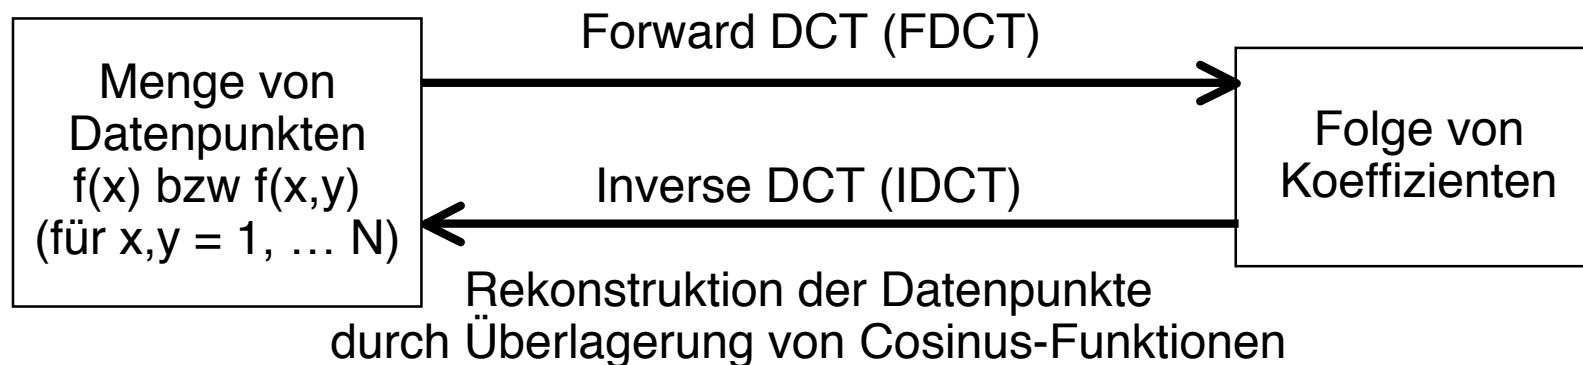 Forward DCT (FDCT)
Menge von
Datenpunkten
f(x) bzw f(x,y)
(für x,y = 1, … N)
Folge von
Koeffizienten
Inverse DCT (IDCT)
Rekonstruktion der Datenpunkte
durch Überlagerung von Cosinus-Funktionen